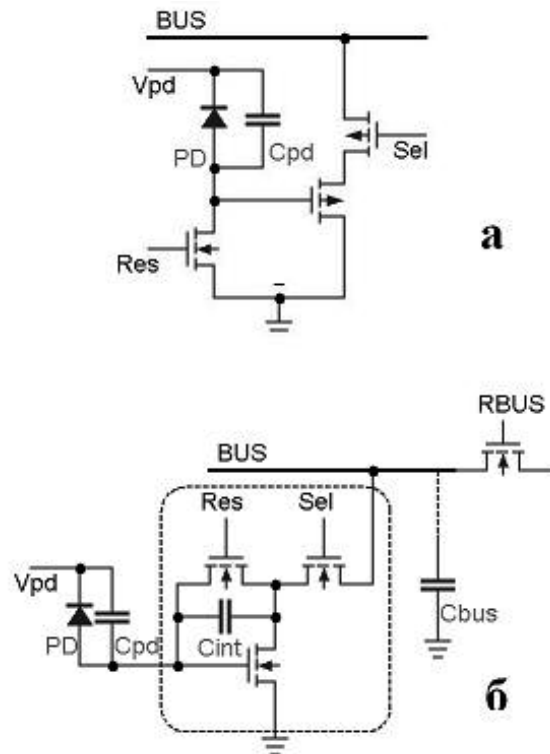 BUS
Vpd
PD
Cpd
Sel
Res
а
RBUS
BUS
Res
Sel
Vpd
PD
Cpd
Cint
Cbus
б